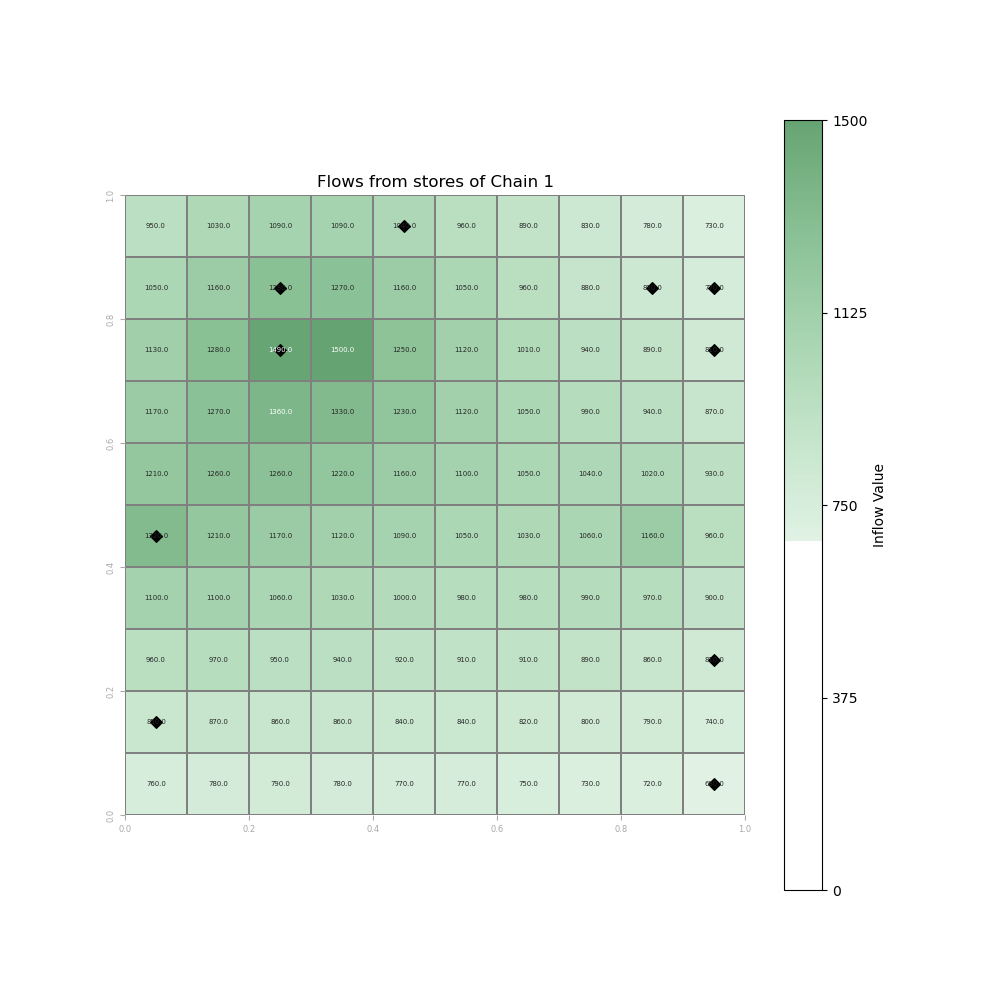 Flows from stores of Chain 1
1.0
950.0 1030.0 1090.0 1090.0 960.0 890.0 830.0 780.0 730.0
1050.0 1160.0 1270.0 1160.0 1050.0 960.0 880.0
0.8
1130.0 1280.0 1490.0 1500.0 1250.0 1120.0 1010.0 940.0 890.0
1170.0 1270.0 1360.0 1330.0 1230.0 1120.0 1050.0 990.0 940.0 870.0
0.6
1210.0 1260.0 1260.0 1220.0 1160.0 1100.0 1050.0 1040.0 1020.0 930.0
1210.0 1170.0 1120.0 1090.0 1050.0 1030.0 1060.0 1160.0 960.0
0.4
1100.0 1100.0 1060.0 1030.0 1000.0 980.0 980.0 990.0 970.0 900.0
960.0 970.0 950.0 940.0 920.0 910.0 910.0 890.0 860.0
0.2
870.0 860.0 860.0 840.0 840.0 820.0 800.0 790.0 740.0
760.0 780.0 790.0 780.0 770.0 770.0 750.0 730.0 720.0
0.0
0.0 0.2 0.4 0.6 0.8 1.0
1500
1125
750
375
0
Inflow Value